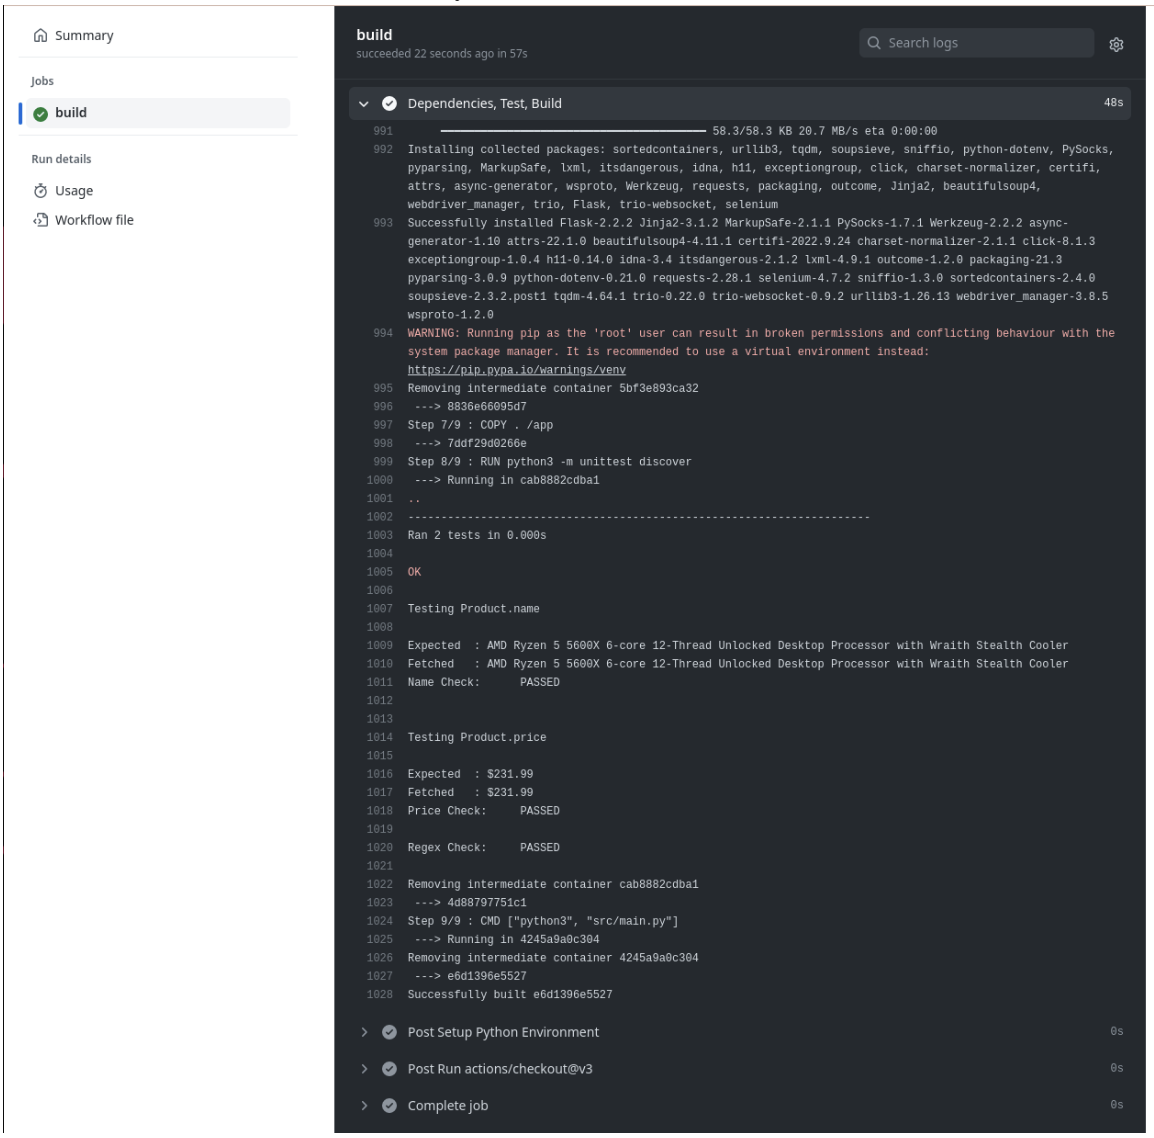 Summary
Jobs
build
Run details
Usage
Workflow file
build
succeeded 22 seconds ago in 57s
Search logs
Dependencies, Test, Build 48s
991 ━━━━━━━━━━━━━━━━━━━━━━━━━━━━━━━━━━━━━━━━ 58.3/58.3 KB 20.7 MB/s eta 0:00:00
992 Installing collected packages: sortedcontainers, urllib3, tqdm, soupsieve, sniffio, python-dotenv, PySocks,
pyparsing, MarkupSafe, lxml, itsdangerous, idna, h11, exceptiongroup, click, charset-normalizer, certifi,
attrs, async-generator, wsproto, Werkzeug, requests, packaging, outcome, Jinja2, beautifulsoup4,
webdriver_manager, trio, Flask, trio-websocket, selenium
993 Successfully installed Flask-2.2.2 Jinja2-3.1.2 MarkupSafe-2.1.1 PySocks-1.7.1 Werkzeug-2.2.2 async-
generator-1.10 attrs-22.1.0 beautifulsoup4-4.11.1 certifi-2022.9.24 charset-normalizer-2.1.1 click-8.1.3
exceptiongroup-1.0.4 h11-0.14.0 idna-3.4 itsdangerous-2.1.2 lxml-4.9.1 outcome-1.2.0 packaging-21.3
pyparsing-3.0.9 python-dotenv-0.21.0 requests-2.28.1 selenium-4.7.2 sniffio-1.3.0 sortedcontainers-2.4.0
soupsieve-2.3.2.post1 tqdm-4.64.1 trio-0.22.0 trio-websocket-0.9.2 urllib3-1.26.13 webdriver_manager-3.8.5
wsproto-1.2.0
994 WARNING: Running pip as the 'root' user can result in broken permissions and conflicting behaviour with the
system package manager. It is recommended to use a virtual environment instead:
https://pip.pypa.io/warnings/venv
995 Removing intermediate container 5bf3e893ca32
996 ---> 8836e66095d7
997 Step 7/9 : COPY . /app
998 ---> 7ddf29d0266e
999 Step 8/9 : RUN python3 -m unittest discover
1000 ---> Running in cab8882cdba1
1001 ..
1002 ----------------------------------------------------------------------
1003 Ran 2 tests in 0.000s
1004
1005 OK
1006
1007 Testing Product.name
1008
1009 Expected : AMD Ryzen 5 5600X 6-core 12-Thread Unlocked Desktop Processor with Wraith Stealth Cooler
1010 Fetched : AMD Ryzen 5 5600X 6-core 12-Thread Unlocked Desktop Processor with Wraith Stealth Cooler
1011 Name Check: PASSED
1012
1013
1014 Testing Product.price
1015
1016 Expected : $231.99
1017 Fetched : $231.99
1018 Price Check: PASSED
1019
1020 Regex Check: PASSED
1021
1022 Removing intermediate container cab8882cdba1
1023 ---> 4d88797751c1
1024 Step 9/9 : CMD ["python3", "src/main.py"]
1025 ---> Running in 4245a9a0c304
1026 Removing intermediate container 4245a9a0c304
1027 ---> e6d1396e5527
1028 Successfully built e6d1396e5527
Post Setup Python Environment 0s
Post Run actions/checkout@v3 0s
Complete job 0s